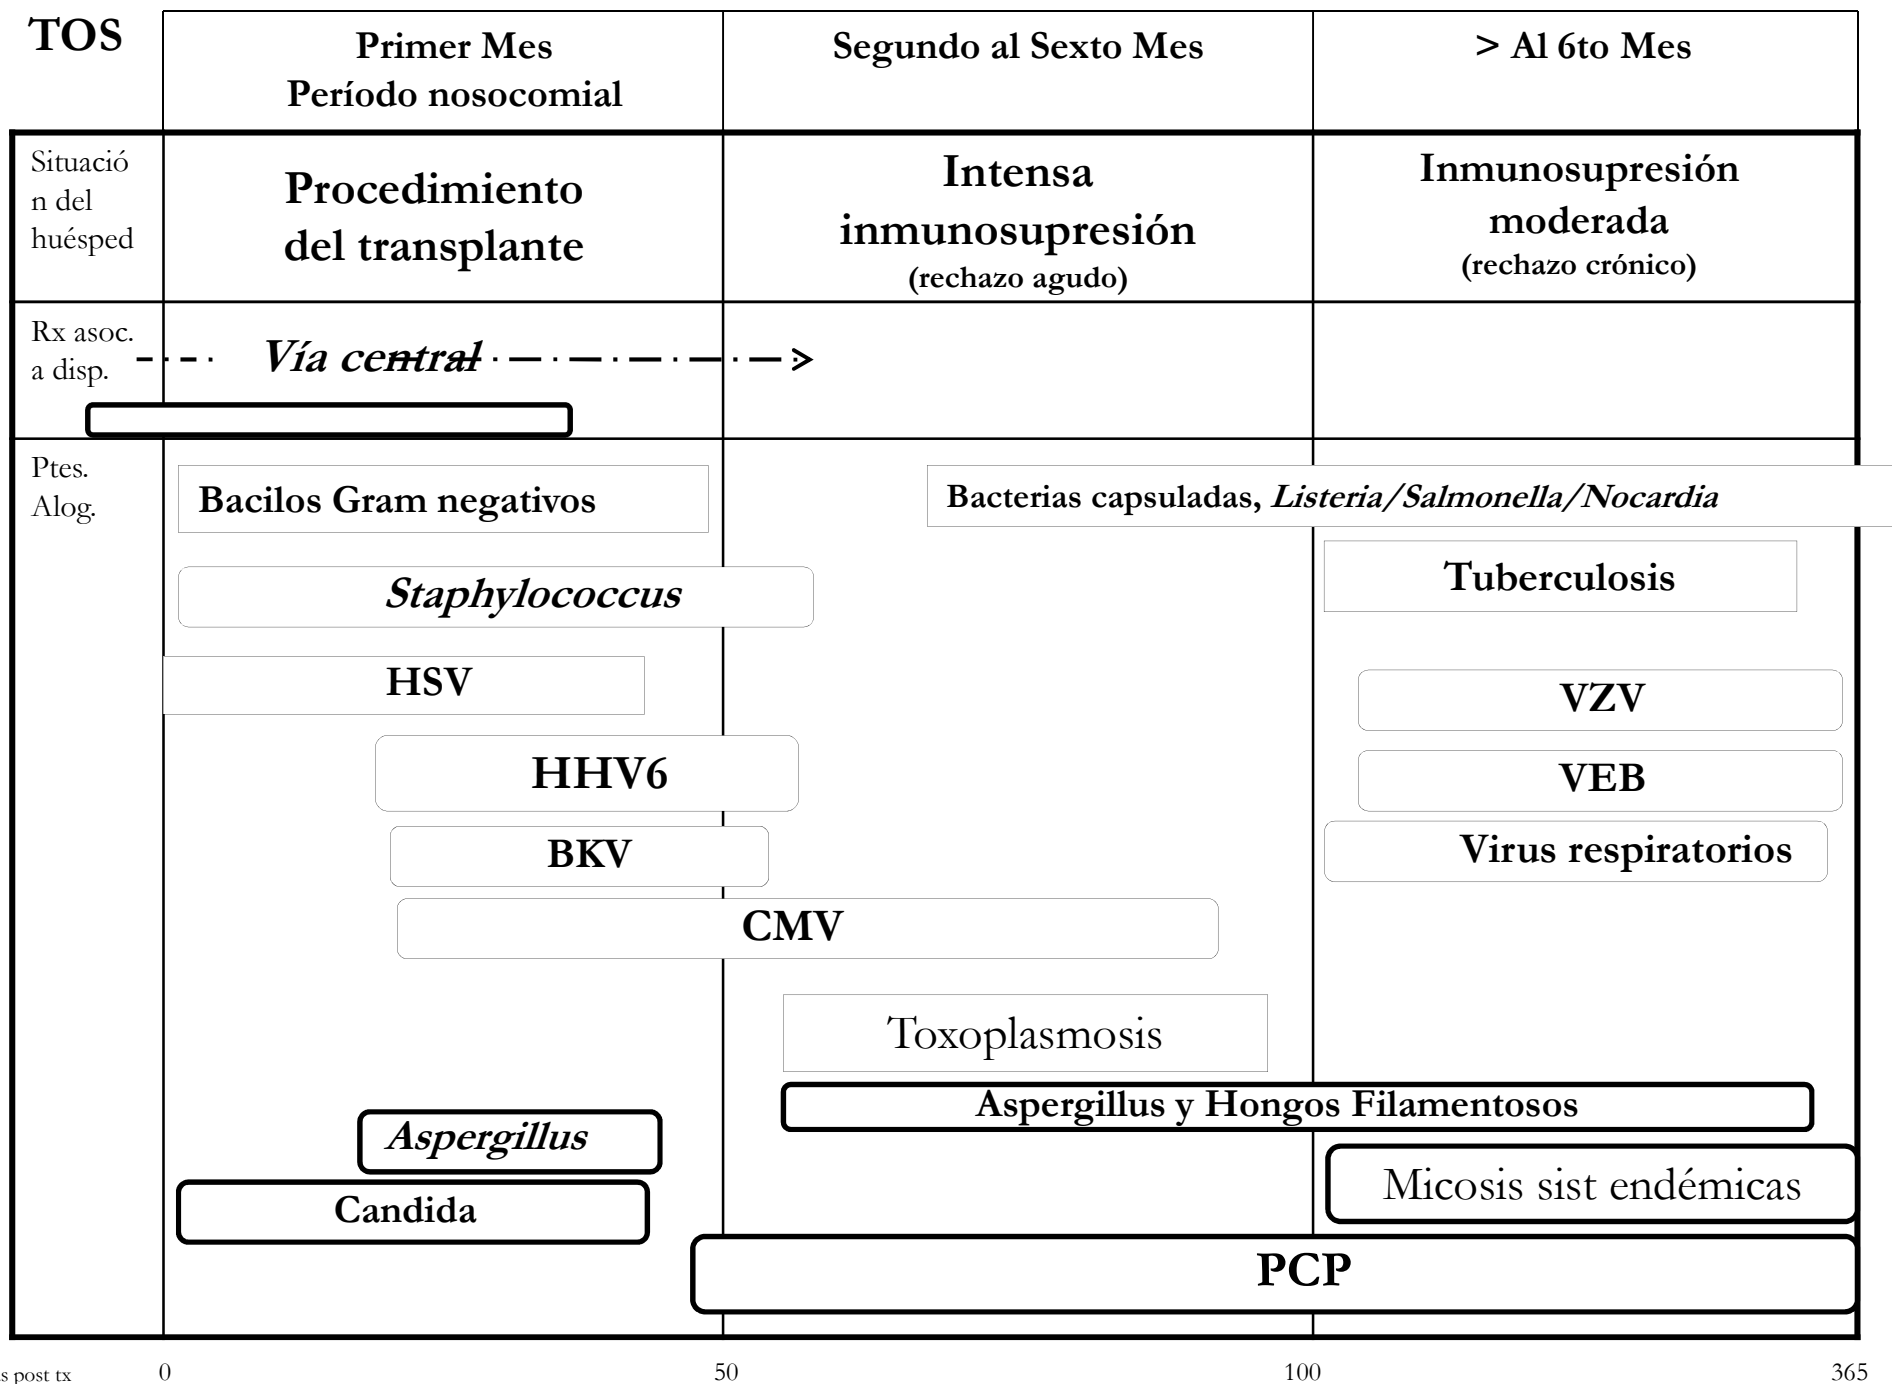 TOS
Primer Mes
Período nosocomial
Segundo al Sexto Mes
> Al 6to Mes
Situació
n del
huésped
Procedimiento
del transplante
Intensa
inmunosupresión
(rechazo agudo)
Inmunosupresión
moderada
(rechazo crónico)
Rx asoc.
a disp.
Vía central
Ptes.
Alog.
Bacilos Gram negativos
Bacterias capsuladas, Listeria/Salmonella/Nocardia
Tuberculosis
Staphylococcus
HSV
VZV
HHV6
VEB
BKV
Virus respiratorios
CMV
Toxoplasmosis
Aspergillus y Hongos Filamentosos
Aspergillus
Micosis sist endémicas
Candida
PCP
s post tx
0
50
100
365